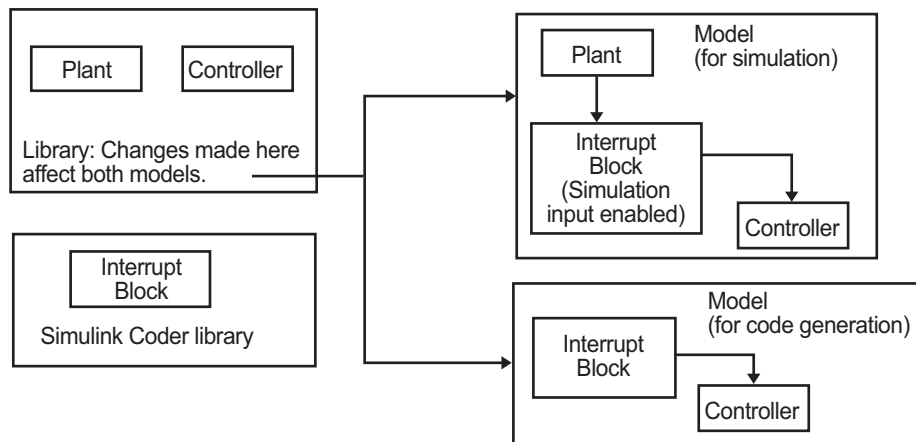 Plant
Controller
Library: Changes made here
affect both models.
Interrupt
Block
Simulink Coder library
Model
(for simulation)
Plant
Interrupt
Block
(Simulation
input enabled)
Controller
Model
(for code generation)
Interrupt
Block
Controller